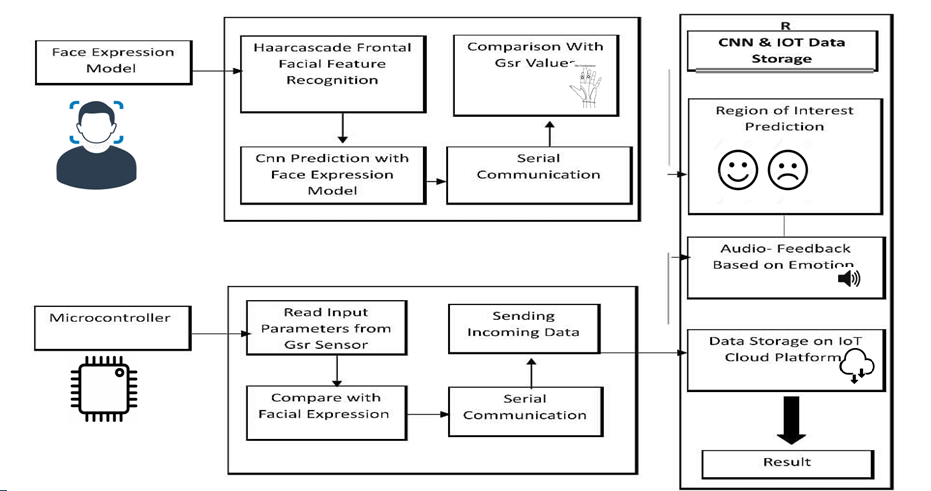 Face Expression
Model
Haarcascade Frontal
Facial Feature
Recognition
Comparison With
Gsr Values
Cnn Prediction with
Face Expression
Model
Serial
Communication
R
CNN & IOT Data
Storage
Region of Interest
Prediction
Audio- Feedback
Based on Emotion
Microcontroller
Read Input
Parameters from
Gsr Sensor
Sending
Incoming Data
Compare with
Facial Expression
Serial
Communication
Data Storage on IoT
Cloud Platform
Result